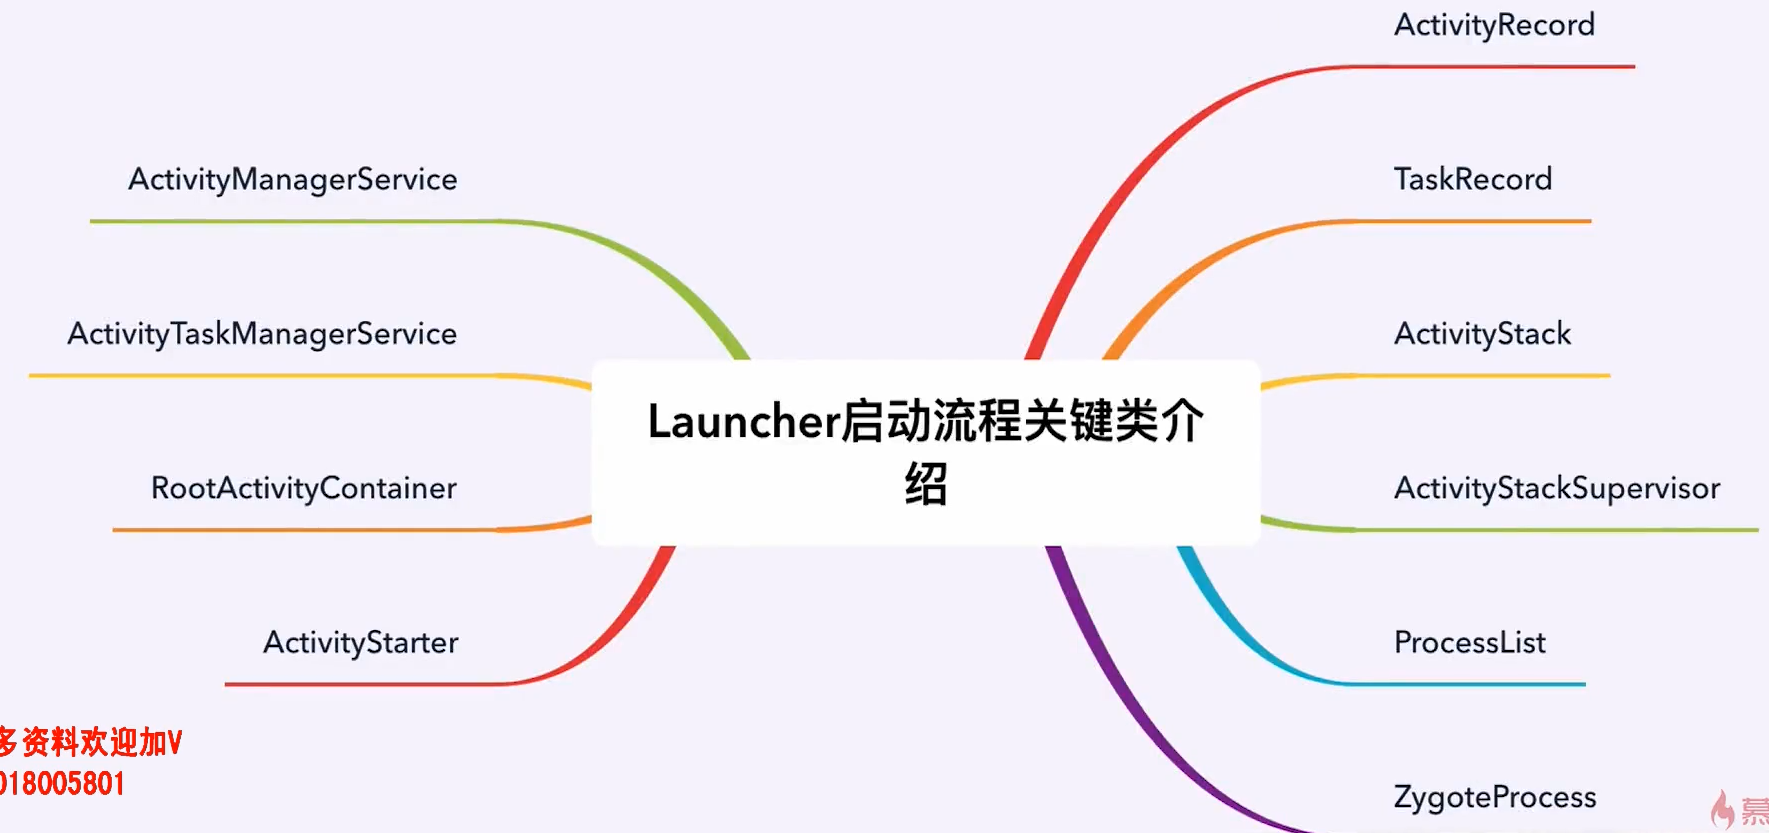 ActivityRecord
ActivityManagerService
TaskRecord
ActivityTaskManagerService
ActivityStack
Launcher启动流程关键类介
绍
RootActivityContainer
ActivityStackSupervisor
ActivityStarter
ProcessList
多资料欢迎加V
018005801
ZygoteProcess
慕